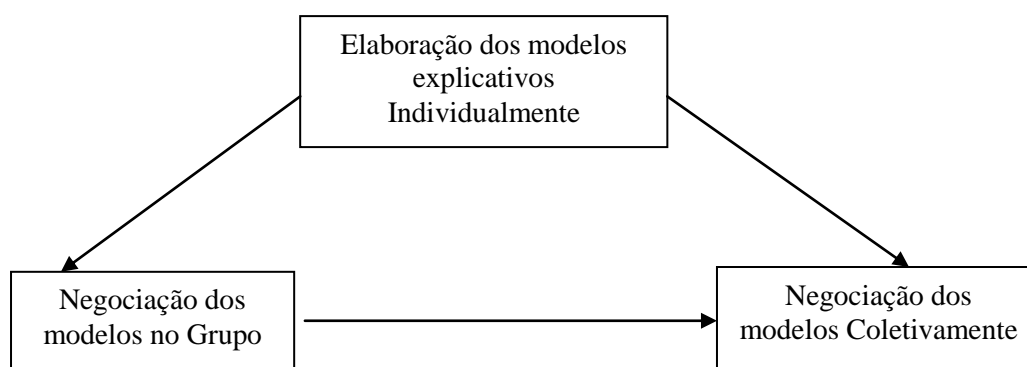 Elaboração dos modelos
explicativos
Individualmente
Negociação dos
modelos no Grupo
Negociação dos
modelos Coletivamente